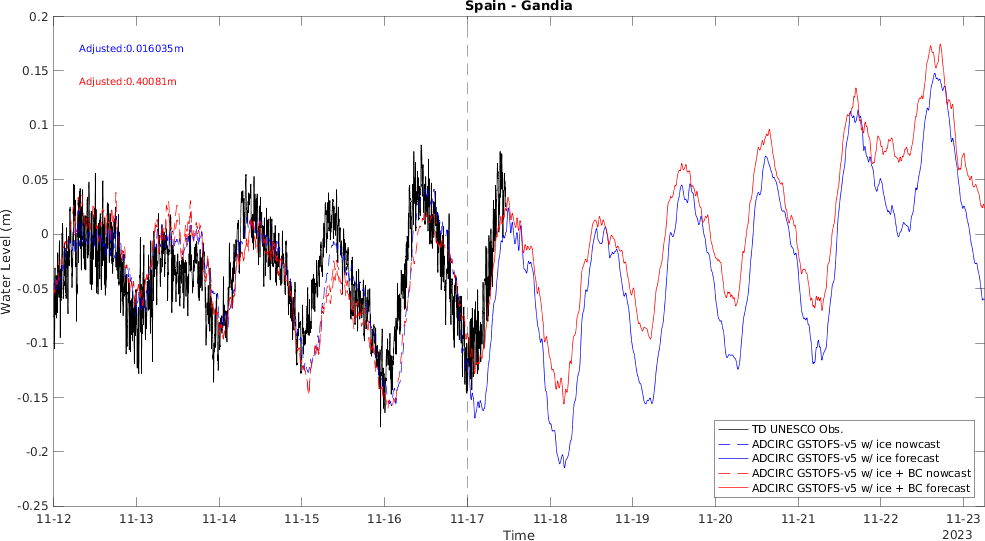 Spain - Gandia
Adjusted:0.016035m
Adjusted:0.40081m
0.2
0.15
0.1
0.05
0
-0.05
-0.1
-0.15
-0.2
-0.25
Water Level (m)
TD UNESCO Obs.
ADCIRC GSTOFS-v5 w/ ice nowcast
ADCIRC GSTOFS-v5 w/ ice forecast
ADCIRC GSTOFS-v5 w/ ice + BC nowcast
ADCIRC GSTOFS-v5 w/ ice + BC forecast
11-12 11-13 11-14 11-15 11-16 11-17 11-18 11-19 11-20 11-21 11-22 11-23
Time
2023